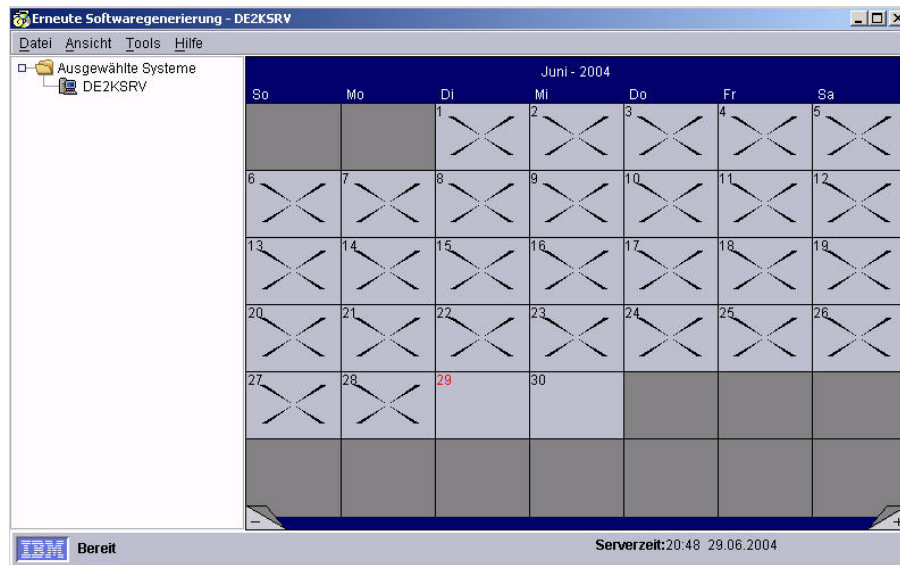 Erneute Softwaregenerierung - DE2KSRV
Datei Ansicht Tools Hilfe
Ausgewählte Systeme
DE2KSRV
Juni - 2004
So Mo Di Mi Do Fr Sa
1 2 3 4 5
6 7 8 9 10 11 12
13 14 15 16 17 18 19
20 21 22 23 24 25 26
27 28 29 30
- +
IBM Bereit Serverzeit:20:48 29.06.2004